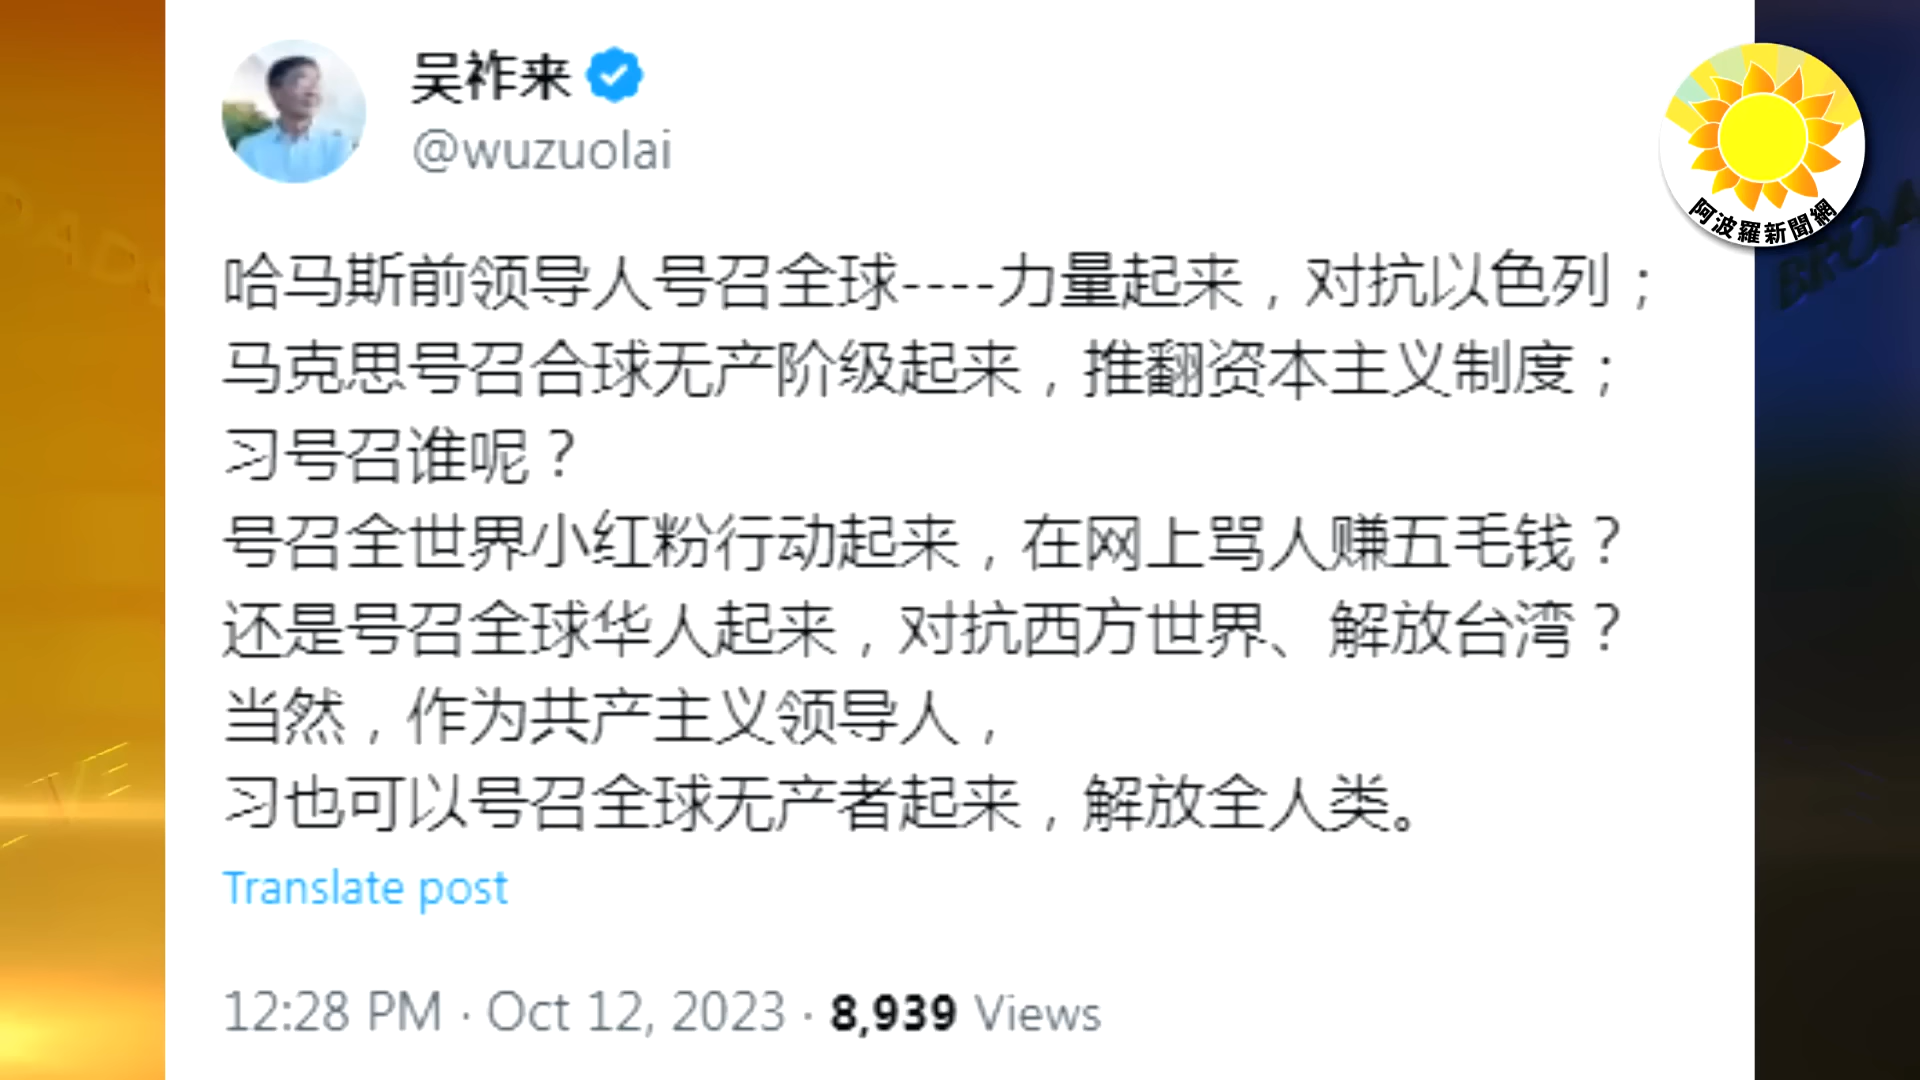 吴祚来
@wuzuolai
阿波羅新聞網
哈马斯前领导人号召全球----力量起来，对抗以色列；
马克思号召合球无产阶级起来，推翻资本主义制度；
习号召谁呢？
号召全世界小红粉行动起来，在网上骂人赚五毛钱？
还是号召全球华人起来，对抗西方世界、解放台湾？
当然，作为共产主义领导人，
习也可以号召全球无产者起来，解放全人类。
Translate post
12:28 PM · Oct 12, 2023 · 8,939 Views